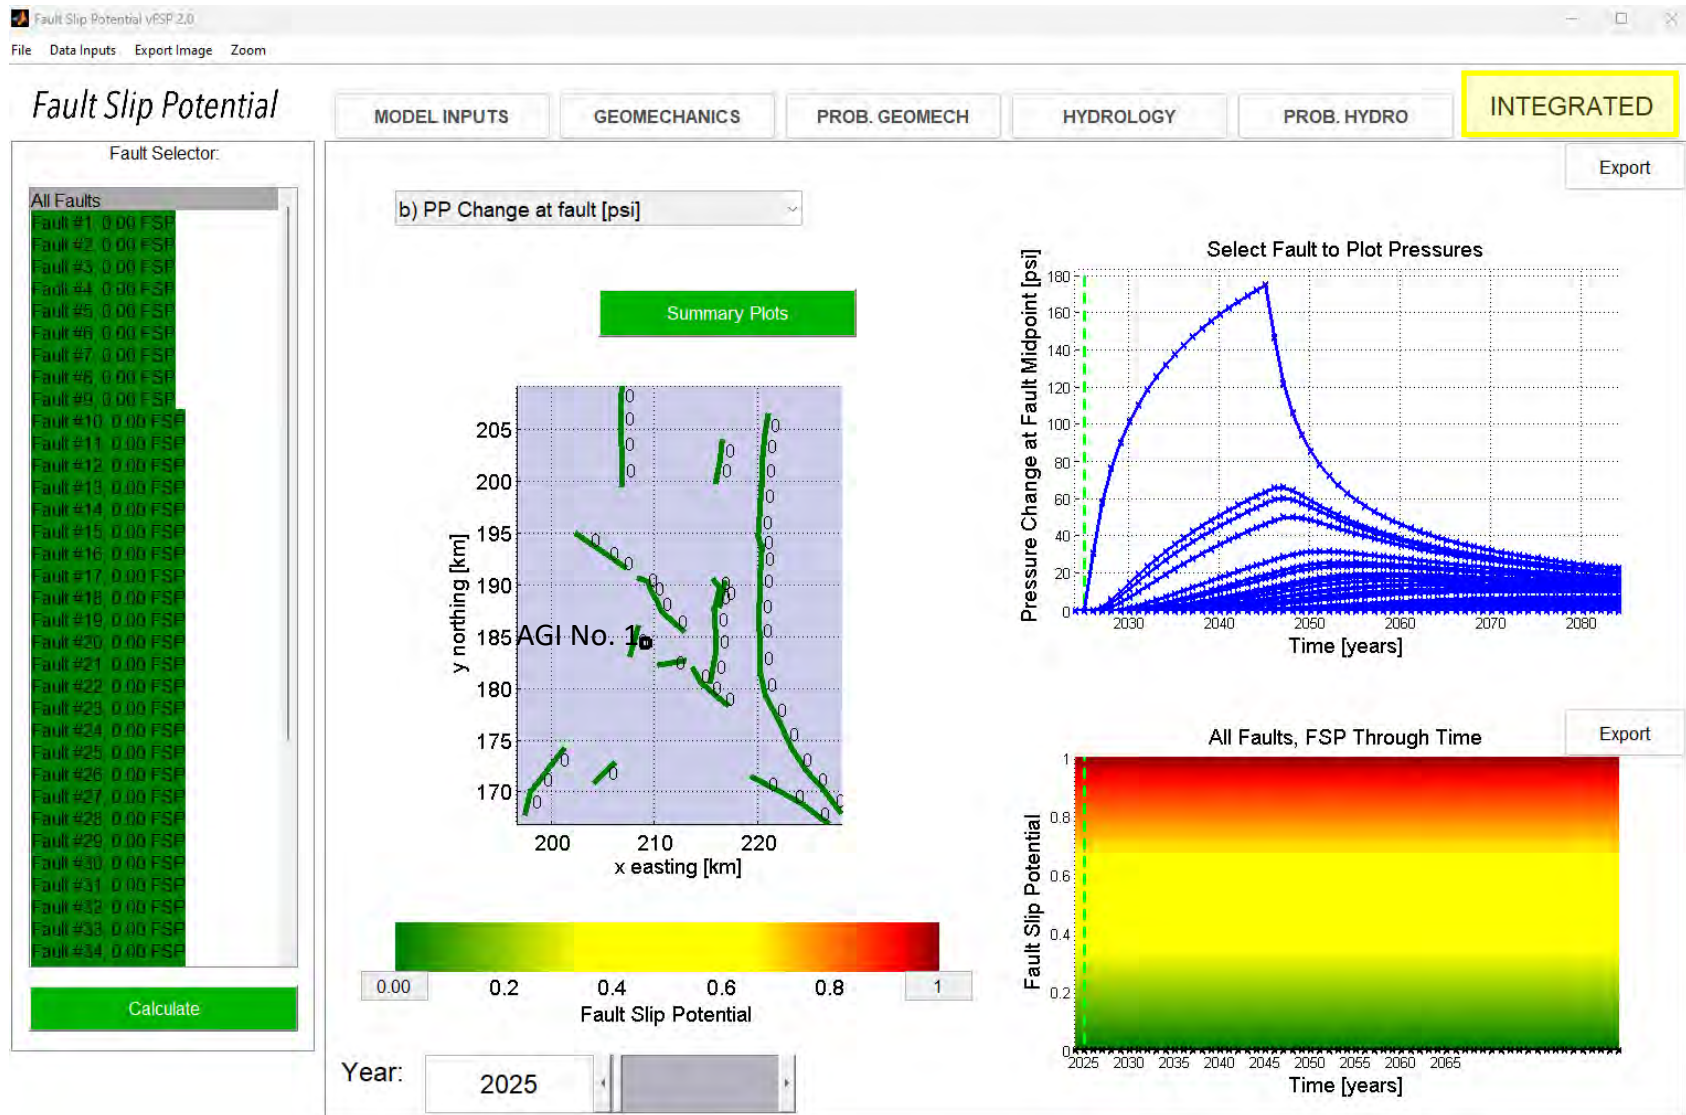 Fault Slip Potential vFSP 2.0
File Data Inputs Export Image Zoom
Fault Slip Potential
MODEL INPUTS
GEOMECHANICS
PROB. GEOMECH
HYDROLOGY
PROB. HYDRO
INTEGRATED
Fault Selector:
All Faults
Fault #1, 0.00 FSP
Fault #2, 0.00 FSP
Fault #3, 0.00 FSP
Fault #4, 0.00 FSP
Fault #5, 0.00 FSP
Fault #6, 0.00 FSP
Fault #7, 0.00 FSP
Fault #8, 0.00 FSP
Fault #9, 0.00 FSP
Fault #10, 0.00 FSP
Fault #11, 0.00 FSP
Fault #12, 0.00 FSP
Fault #13, 0.00 FSP
Fault #14, 0.00 FSP
Fault #15, 0.00 FSP
Fault #16, 0.00 FSP
Fault #17, 0.00 FSP
Fault #18, 0.00 FSP
Fault #19, 0.00 FSP
Fault #20, 0.00 FSP
Fault #21, 0.00 FSP
Fault #22, 0.00 FSP
Fault #23, 0.00 FSP
Fault #24, 0.00 FSP
Fault #25, 0.00 FSP
Fault #26, 0.00 FSP
Fault #27, 0.00 FSP
Fault #28, 0.00 FSP
Fault #29, 0.00 FSP
Fault #30, 0.00 FSP
Fault #31, 0.00 FSP
Fault #32, 0.00 FSP
Fault #33, 0.00 FSP
Fault #34, 0.00 FSP
Calculate
b) PP Change at fault [psi]
Summary Plots
y northing [km]
205
200
195
190
185
180
175
170
AGI No. 1
200 210 220
x easting [km]
0.00 0.2 0.4 0.6 0.8 1
Fault Slip Potential
Year: 2025
Export
Select Fault to Plot Pressures
Pressure Change at Fault Midpoint [psi]
180
160
140
120
100
80
60
40
20
0
2030 2040 2050 2060 2070 2080
Time [years]
Export
All Faults, FSP Through Time
Fault Slip Potential
1
0.8
0.6
0.4
0.2
0
2025 2030 2035 2040 2045 2050 2055 2060 2065
Time [years]